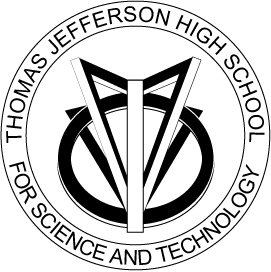 THOMAS JEFFERSON HIGH SCHOOL
FOR SCIENCE AND TECHNOLOGY